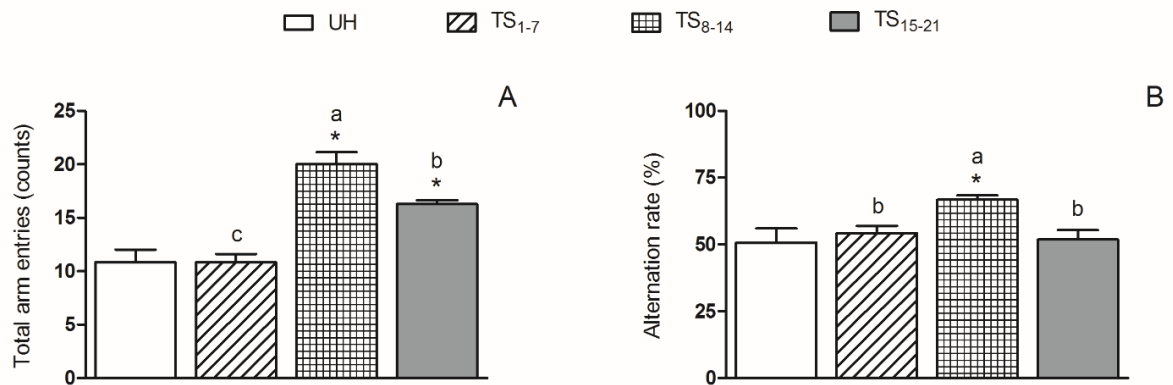 UH TS1-7 TS8-14 TS15-21
A
Total arm entries (counts)
25
20
15
10
5
0
c
a
*
b
*
B
Alternation rate (%)
100
75
50
25
0
b
a
*
b